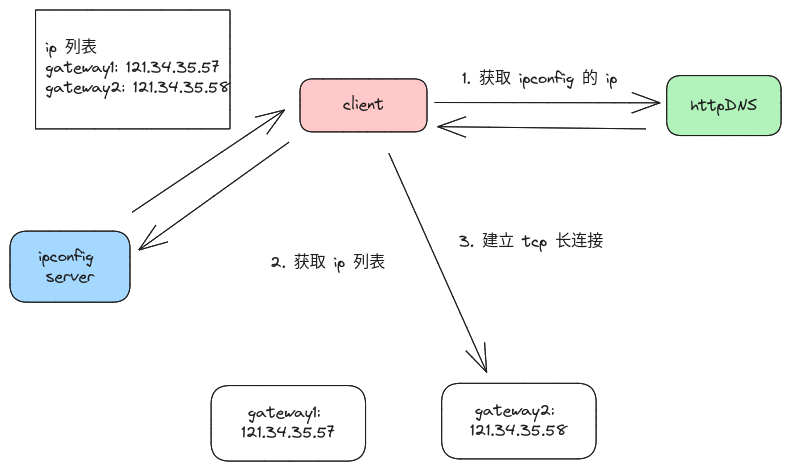 ip 列表
gateway1: 121.34.35.57
gateway2: 121.34.35.58
client
1. 获取 ipconfig 的 ip
httpDNS
ipconfig
server
2. 获取 ip 列表
3. 建立 tcp 长连接
gateway1:
121.34.35.57
gateway2:
121.34.35.58